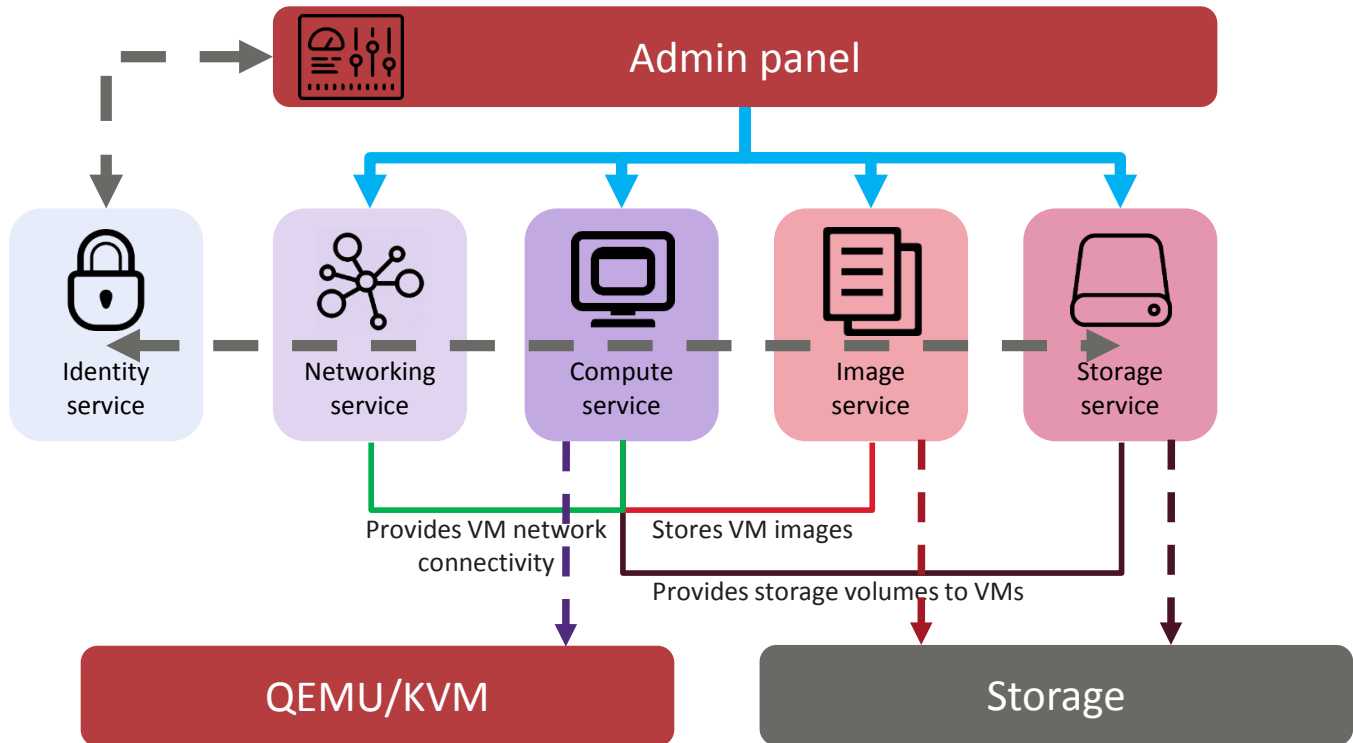 Admin panel
Identity
service
Networking
service
Compute
service
Image
service
Storage
service
Provides VM network
connectivity
Stores VM images
Provides storage volumes to VMs
QEMU/KVM
Storage